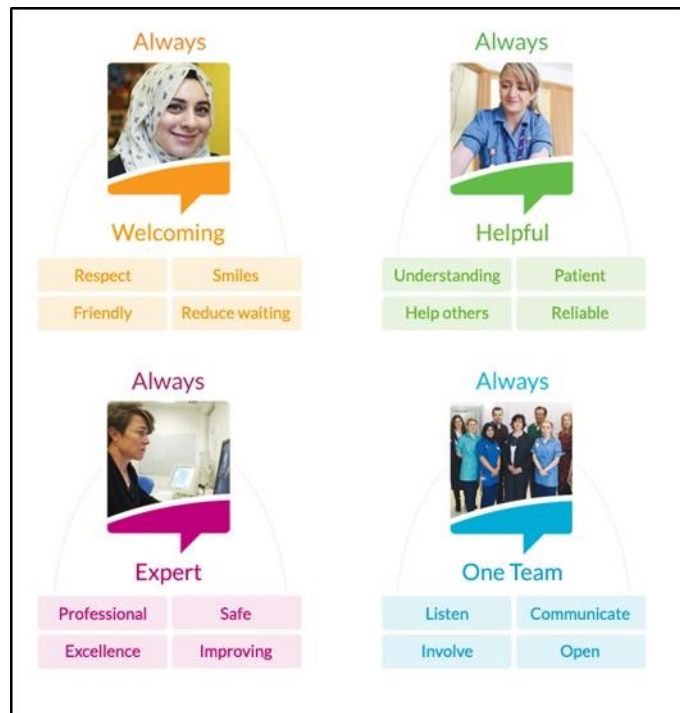 Always
Welcoming
Respect
Smiles
Friendly
Reduce waiting
Always
Helpful
Understanding
Patient
Help others
Reliable
Always
Expert
Professional
Safe
Excellence
Improving
Always
One Team
Listen
Communicate
Involve
Open